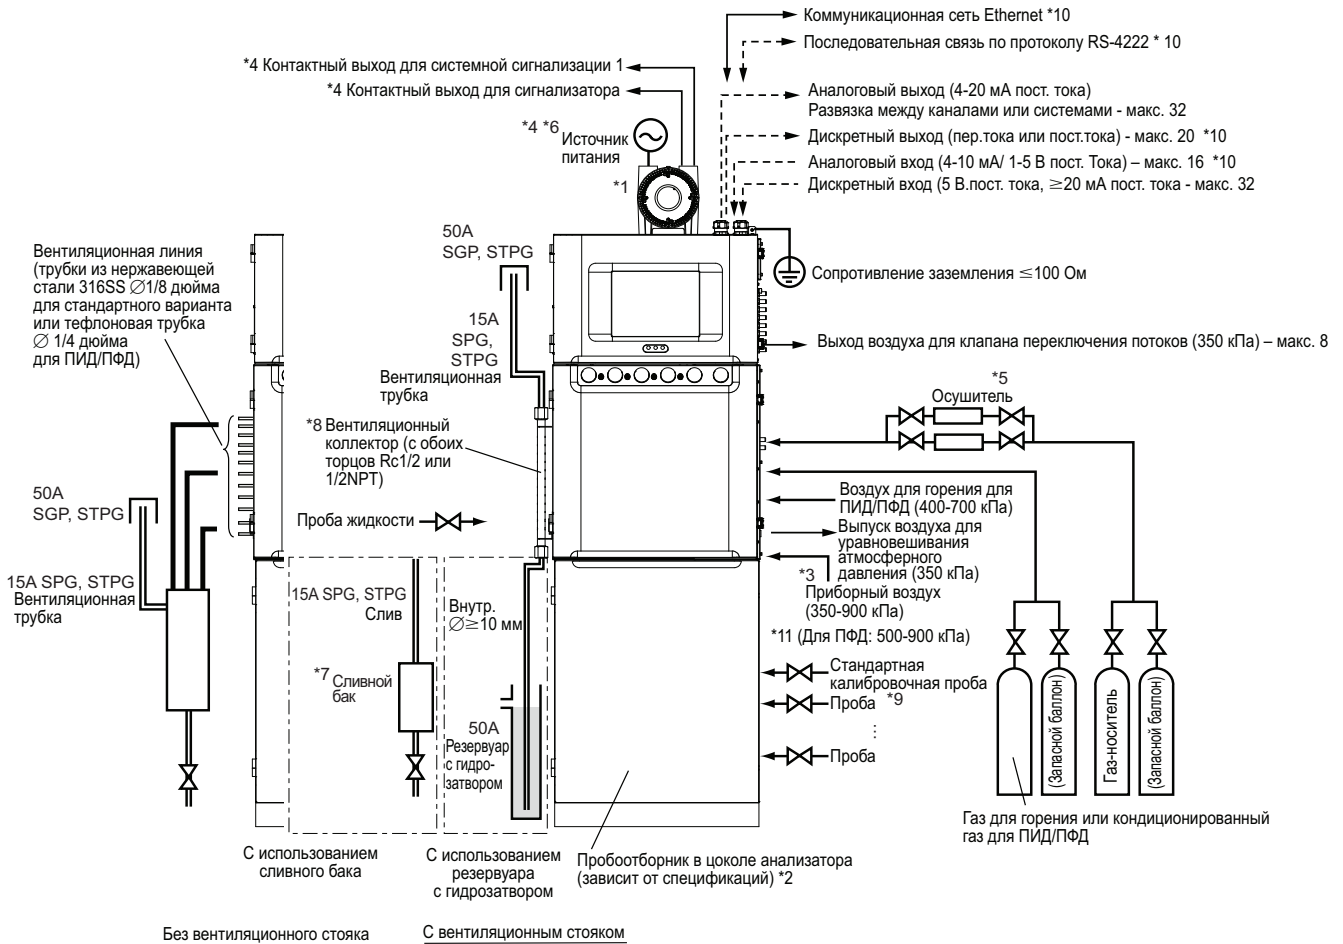 Коммуникационная сеть Ethernet *10
Последовательная связь по протоколу RS-4222 * 10
*4 Контактный выход для системной сигнализации 1
*4 Контактный выход для сигнализатора
Аналоговый выход (4-20 мА пост. тока)
Развязка между каналами или системами - макс. 32
*4 *6
Источник
питания
Дискретный выход (пер.тока или пост.тока) - макс. 20 *10
Аналоговый вход (4-10 мА/ 1-5 В пост. Тока) – макс. 16 *10
Дискретный вход (5 В.пост. тока, ≥20 мА пост. тока - макс. 32
*1
50A
SGP, STPG
Вентиляционная линия
(трубки из нержавеющей
стали 316SS ∅1/8 дюйма
для стандартного варианта
или тефлоновая трубка
∅ 1/4 дюйма
для ПИД/ПФД)
Сопротивление заземления ≤100 Ом
15A
SPG,
STPG
Вентиляционная
трубка
Выход воздуха для клапана переключения потоков (350 кПа) – макс. 8
*5
Осушитель
*8 Вентиляционный
коллектор (с обоих
торцов Rc1/2 или
1/2NPT)
50A
SGP, STPG
Проба жидкости
Воздух для горения для
ПИД/ПФД (400-700 кПа)
Выпуск воздуха для
уравновешивания
атмосферного
давления (350 кПа)
*3
Приборный воздух
(350-900 кПа)
*11 (Для ПФД: 500-900 кПа)
15A SPG, STPG
Вентиляционная
трубка
15A SPG, STPG
Слив
Внутр.
∅≥10 мм
*7 Сливной
бак
50A
Резервуар
с гидро-
затвором
Стандартная
калибровочная проба
Проба *9
⋮
Проба
(Запасной баллон)
Газ-носитель
(Запасной баллон)
Газ для горения или кондиционированный
газ для ПИД/ПФД
С использованием
сливного бака
С использованием
резервуара
с гидрозатвором
Пробоотборник в цоколе анализатора
(зависит от спецификаций) *2
Без вентиляционного стояка
С вентиляционным стояком